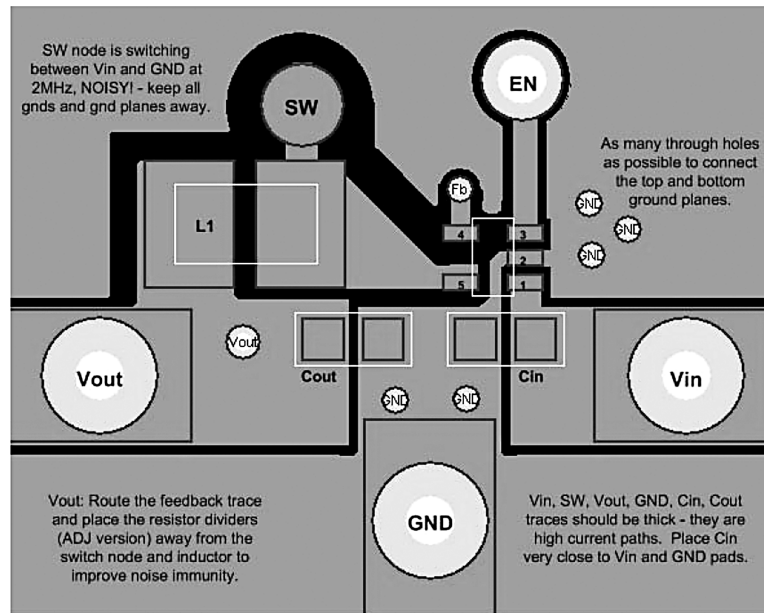 SW node is switching
between Vin and GND at
2MHz, NOISY! - keep all
gnds and gnd planes away.
SW
EN
As many through holes
as possible to connect
the top and bottom
ground planes.
Fb
GND
GND
GND
L1
4
3
2
5
1
Vout
Vout
Cout
Cin
Vin
GND
GND
GND
Vout: Route the feedback trace
and place the resistor dividers
(ADJ version) away from the
switch node and inductor to
improve noise immunity.
Vin, SW, Vout, GND, Cin, Cout
traces should be thick - they are
high current paths.  Place Cin
very close to Vin and GND pads.